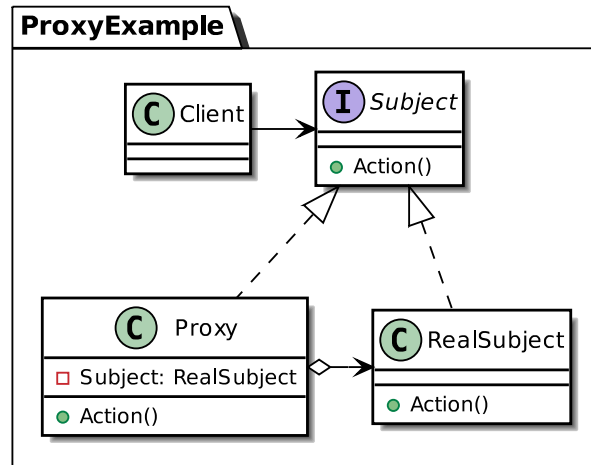 ProxyExample
C Client
I Subject
Action()
C Proxy
Subject: RealSubject
Action()
C RealSubject
Action()